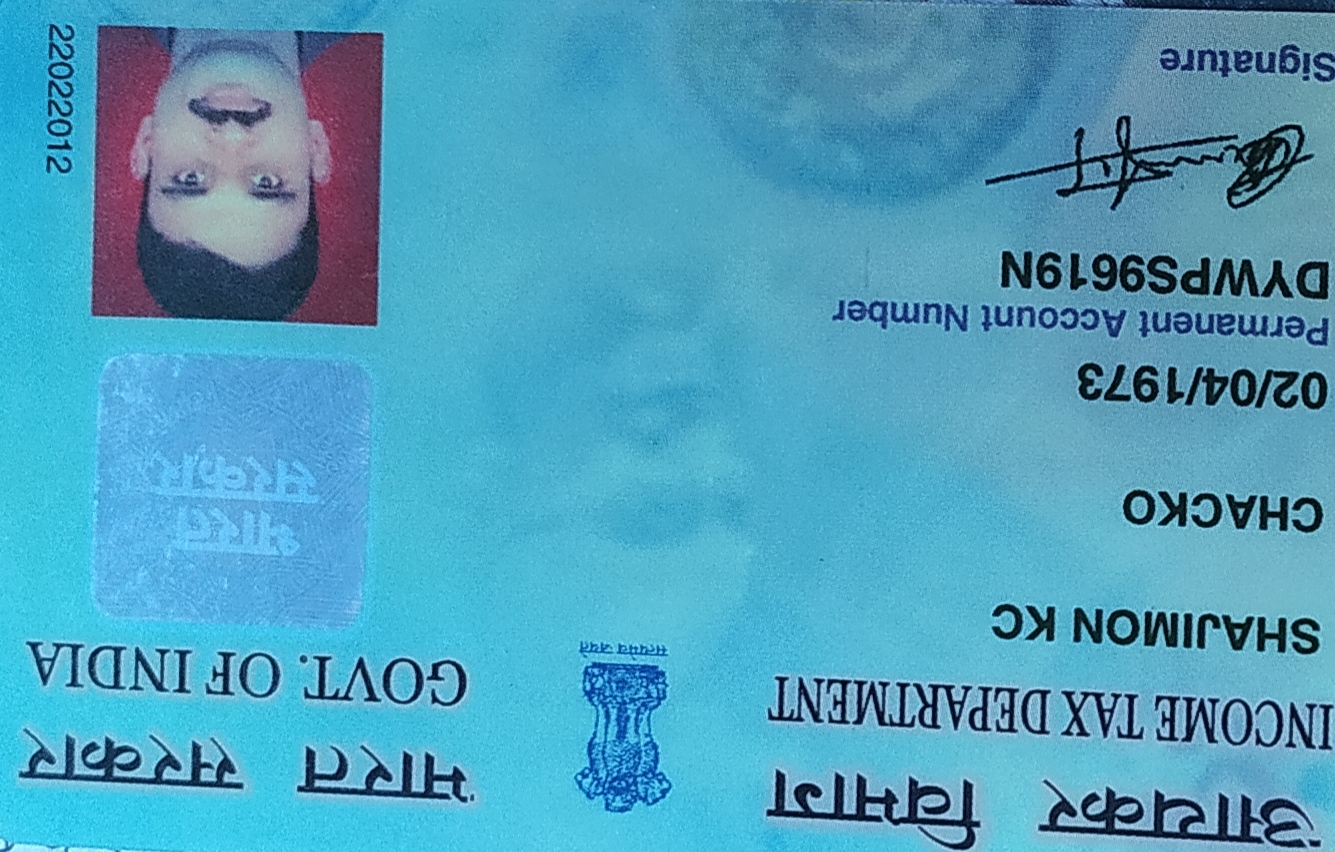 आयकर विभाग
INCOME TAX DEPARTMENT
सत्यमेव जयते
भारत सरकार
GOVT. OF INDIA
SHAJIMON KC
CHACKO
02/04/1973
Permanent Account Number
DYWPS9619N
Signature
भारत
सरकार
22022012